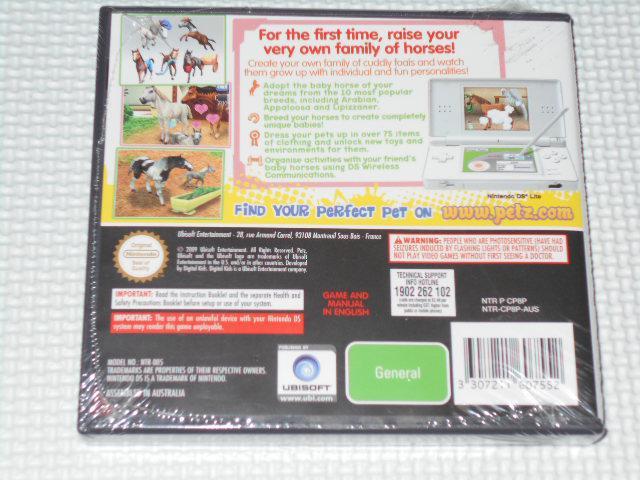 For the first time, raise your
very own family of horses!
Create your own family of cuddly foals and watch
them grow up with individual and fun personalities!
Adopt the baby horse of your
dreams from the 10 most popular
breeds, including Arabian,
Appaloosa and Lipizzaner.
Breed your horses to create completely
unique babies!
Dress your pets up in over 75 items
of clothing and unlock new toys and
environments for them.
Organise activities with your friend's
baby horses using DS Wireless
Communications.
Nintendo DS Lite
FIND YOUR PERFECT PET ON www.petz.com
Ubisoft Entertainment - 28, rue Armand Carrel, 93108 Montreuil Sous Bois - France
Original
Nintendo
Seal of
Quality
© 2009 Ubisoft Entertainment. All Rights Reserved. Petz,
Ubisoft and the Ubisoft logo are trademarks of Ubisoft
Entertainment in the U.S. and/or in other countries. Developed
by Digital Kids. Digital Kids is a Ubisoft Entertainment company.
WARNING: PEOPLE WHO ARE PHOTOSENSITIVE (HAVE HAD
SEIZURES INDUCED BY FLASHING LIGHTS OR PATTERNS) SHOULD
NOT PLAY VIDEO GAMES WITHOUT FIRST SEEING A DOCTOR.
TECHNICAL SUPPORT
INFO HOTLINE
1902 262 102
IMPORTANT: Read the Instruction Booklet and the separate Health and
Safety Precautions Booklet before setup or use of your system.
IMPORTANT: The use of an unlawful device with your Nintendo DS
system may render this game unplayable.
GAME AND
MANUAL
IN ENGLISH
NTR P CP8P
NTR-CP8P-AUS
MODEL NO.: NTR-005
TRADEMARKS ARE PROPERTIES OF THEIR RESPECTIVE OWNERS.
NINTENDO DS IS A TRADEMARK OF NINTENDO.
ASSEMBLED IN AUSTRALIA
PUBLISHED BY
UBISOFT
www.ubi.com
General
3 307211 607552